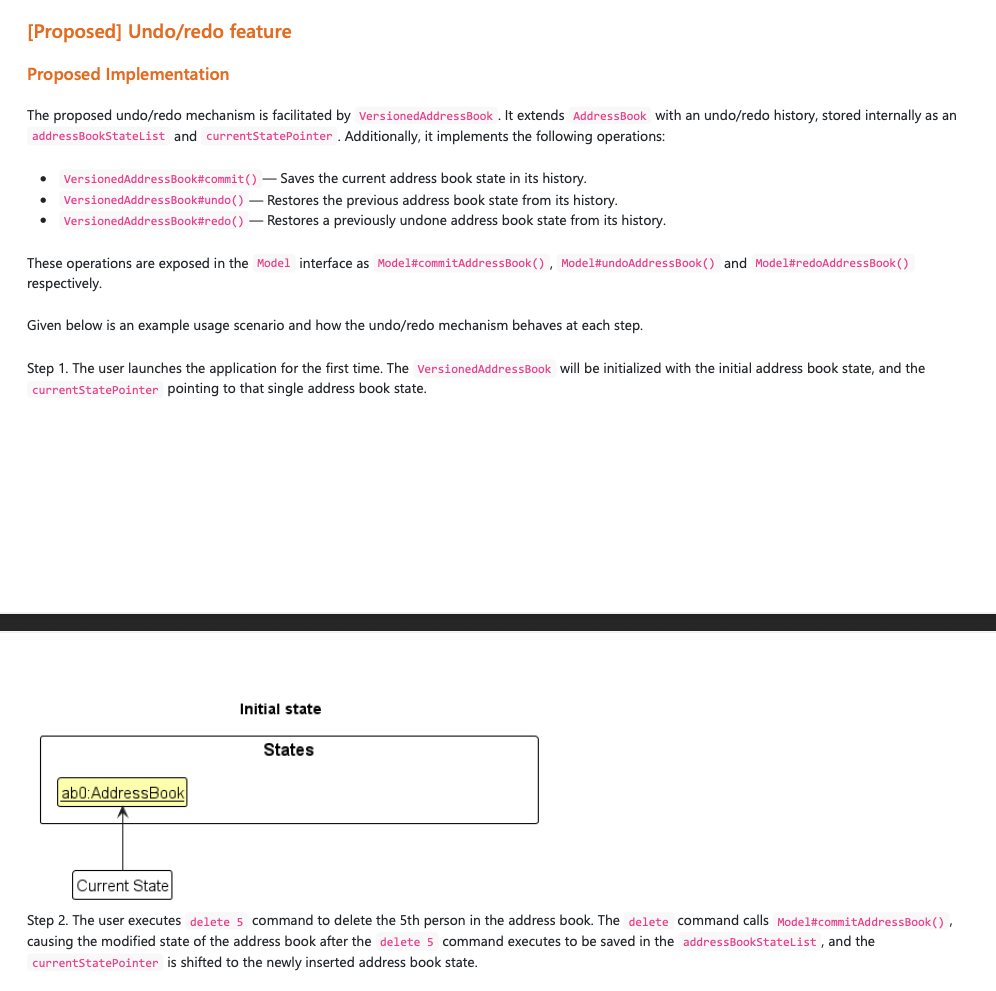 [Proposed] Undo/redo feature
Proposed Implementation
The proposed undo/redo mechanism is facilitated by VersionedAddressBook . It extends AddressBook with an undo/redo history, stored internally as an
addressBookStateList and currentStatePointer . Additionally, it implements the following operations:
• VersionedAddressBook#commit() — Saves the current address book state in its history.
• VersionedAddressBook#undo() — Restores the previous address book state from its history.
• VersionedAddressBook#redo() — Restores a previously undone address book state from its history.
These operations are exposed in the Model interface as Model#commitAddressBook() , Model#undoAddressBook() and Model#redoAddressBook()
respectively.
Given below is an example usage scenario and how the undo/redo mechanism behaves at each step.
Step 1. The user launches the application for the first time. The VersionedAddressBook will be initialized with the initial address book state, and the
currentStatePointer pointing to that single address book state.
Initial state
States
ab0:AddressBook
Current State
Step 2. The user executes delete 5 command to delete the 5th person in the address book. The delete command calls Model#commitAddressBook() ,
causing the modified state of the address book after the delete 5 command executes to be saved in the addressBookStateList , and the
currentStatePointer is shifted to the newly inserted address book state.